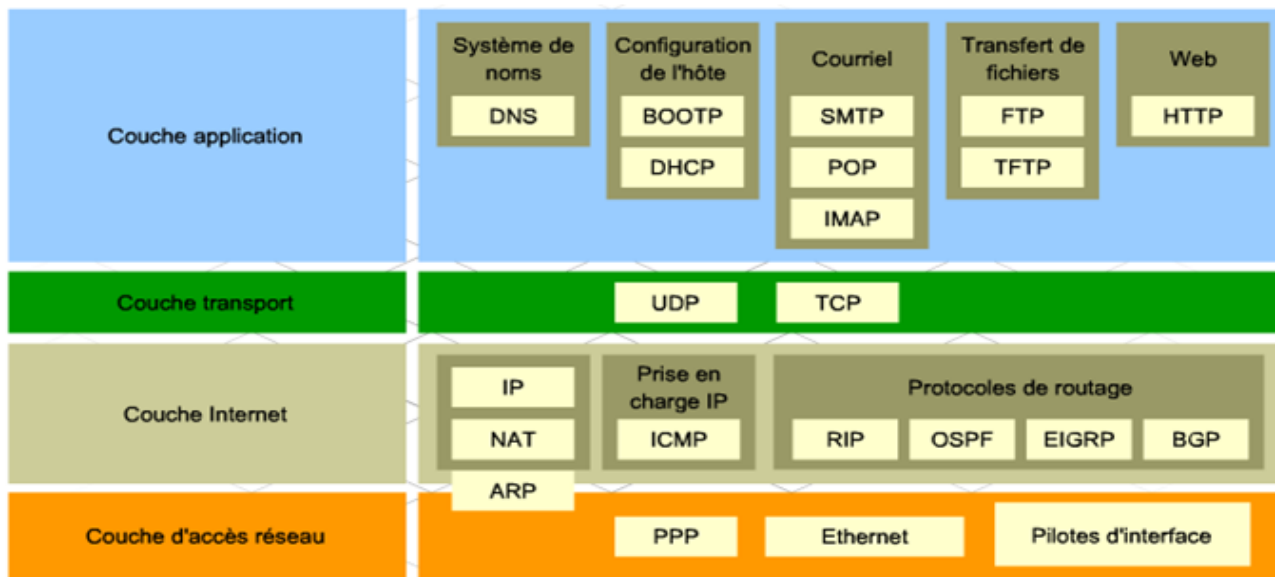 Couche application
Système de
noms
DNS
Configuration
de l'hôte
BOOTP
DHCP
Courriel
SMTP
POP
IMAP
Transfert de
fichiers
FTP
TFTP
Web
HTTP
Couche transport
UDP
TCP
Couche Internet
IP
NAT
ARP
Prise en
charge IP
ICMP
Protocoles de routage
RIP
OSPF
EIGRP
BGP
Couche d'accès réseau
PPP
Ethernet
Pilotes d'interface